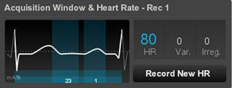 Acquisition Window & Heart Rate - Rec 1
80 0 0
HR Var. Irreg.
23 1
Record New HR